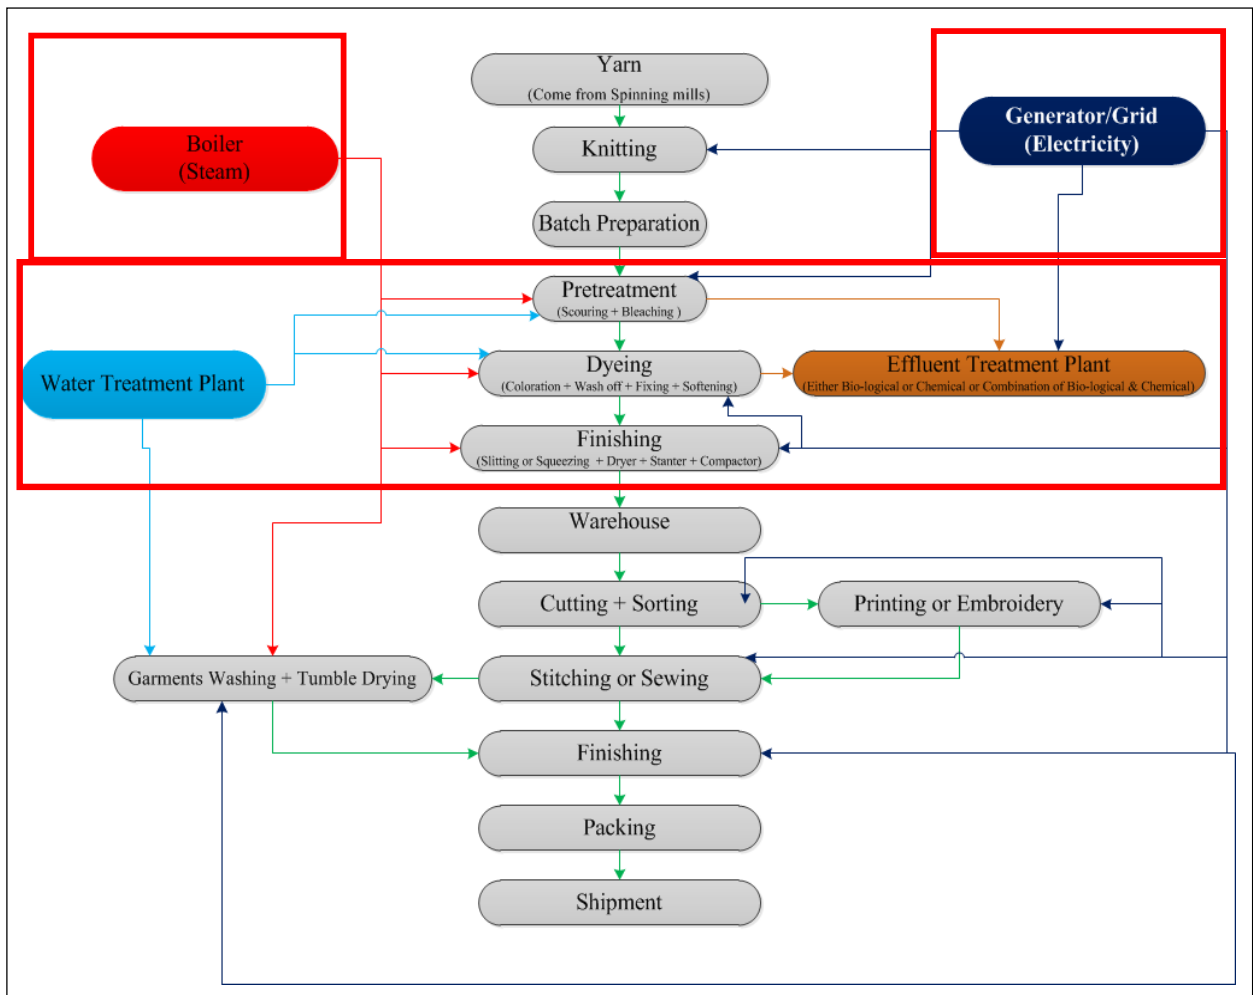 Yarn
(Come from Spinning mills)
Boiler
(Steam)
Generator/Grid
(Electricity)
Knitting
Batch Preparation
Pretreatment
(Scouring + Bleaching )
Water Treatment Plant
Dyeing
(Coloration + Wash off + Fixing + Softening)
Effluent Treatment Plant
(Either Bio-logical or Chemical or Combination of Bio-logical & Chemical)
Finishing
(Slitting or Squeezing + Dryer + Stanter + Compactor)
Warehouse
Cutting + Sorting
Printing or Embroidery
Garments Washing + Tumble Drying
Stitching or Sewing
Finishing
Packing
Shipment